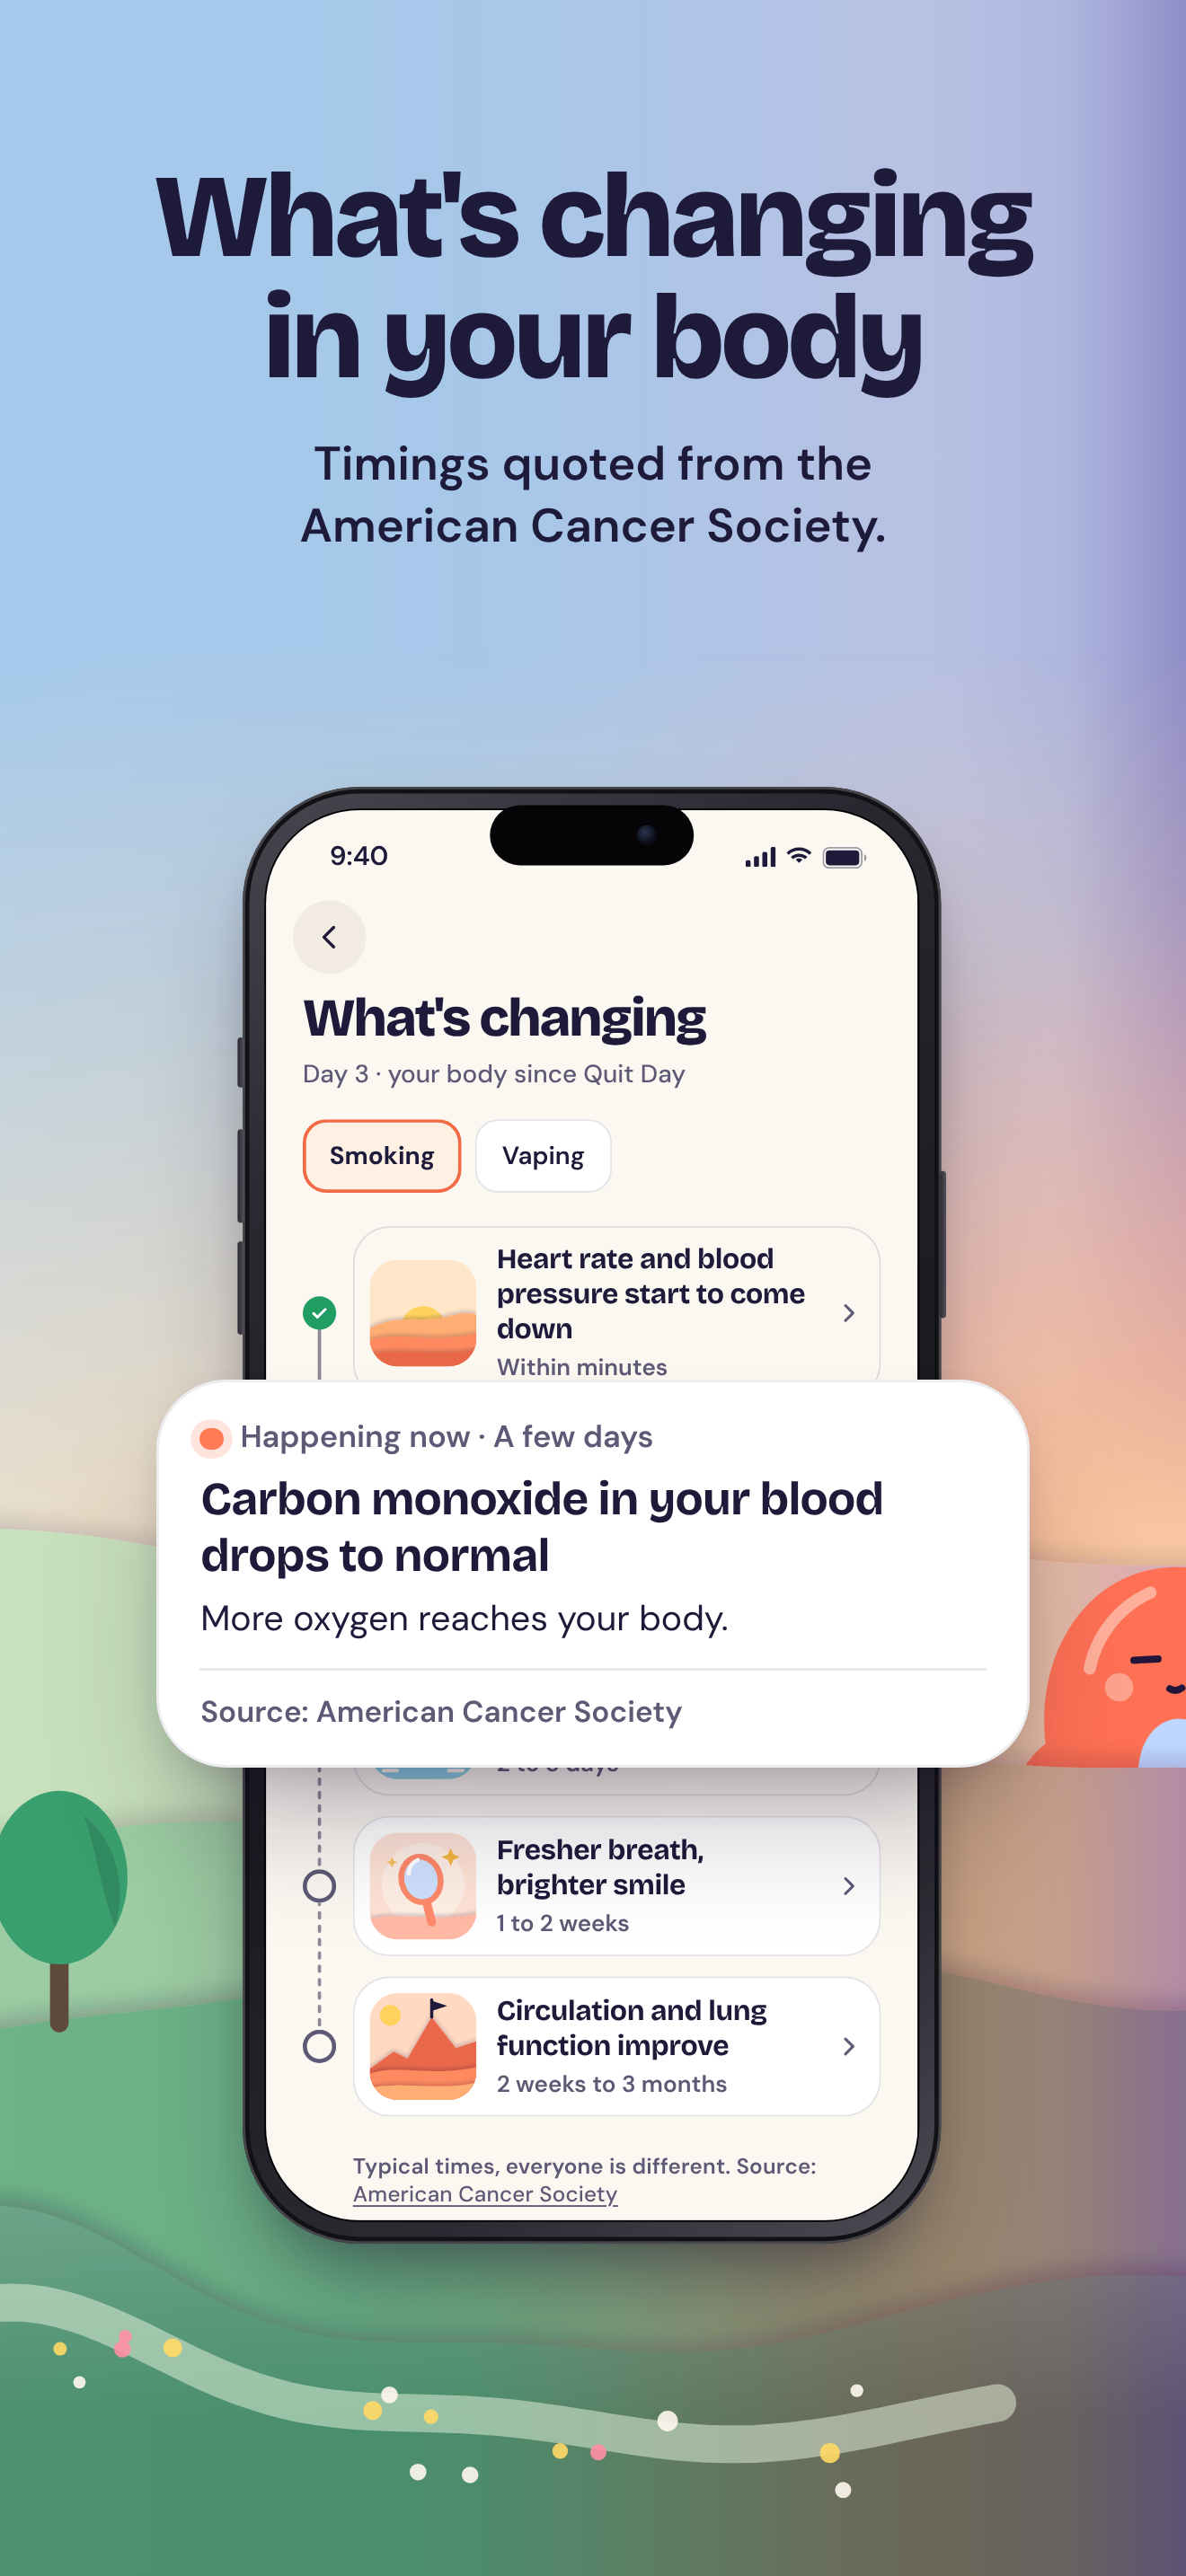 What's changing
in your body
Timings quoted from the
American Cancer Society.
9:40
What's changing
Day 3 · your body since Quit Day
Smoking
Vaping
Heart rate and blood
pressure start to come
down
Within minutes
Happening now · A few days
Carbon monoxide in your blood
drops to normal
More oxygen reaches your body.
Source: American Cancer Society
Fresher breath,
brighter smile
1 to 2 weeks
Circulation and lung
function improve
2 weeks to 3 months
Typical times, everyone is different. Source:
American Cancer Society